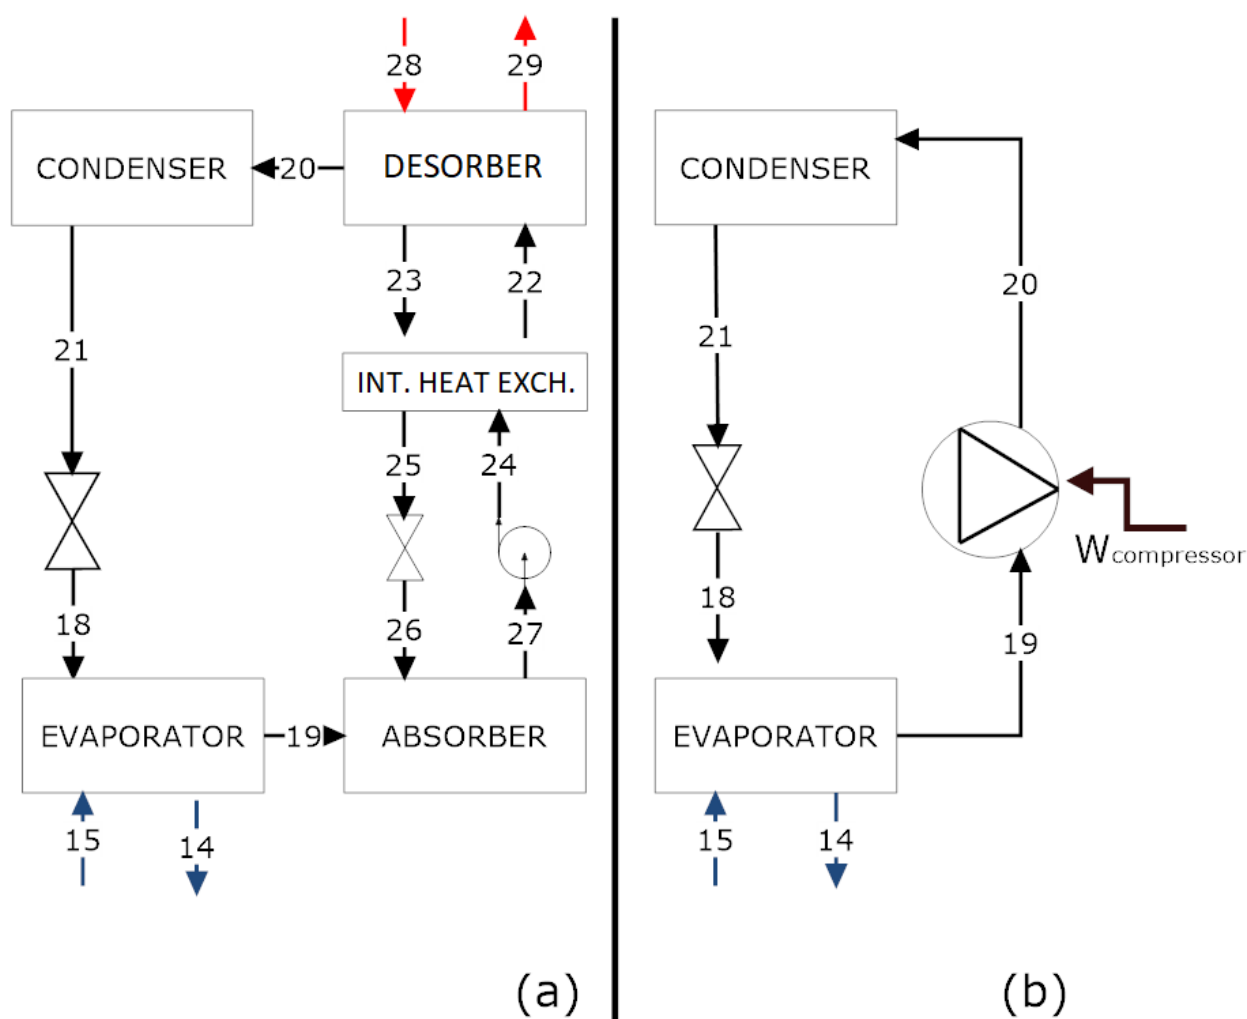 28
29
CONDENSER
20
DESORBER
23
22
21
INT. HEAT EXCH.
25
24
18
26
27
EVAPORATOR
19
ABSORBER
15
14
(a)
CONDENSER
20
21
Wcompressor
18
19
EVAPORATOR
15
14
(b)